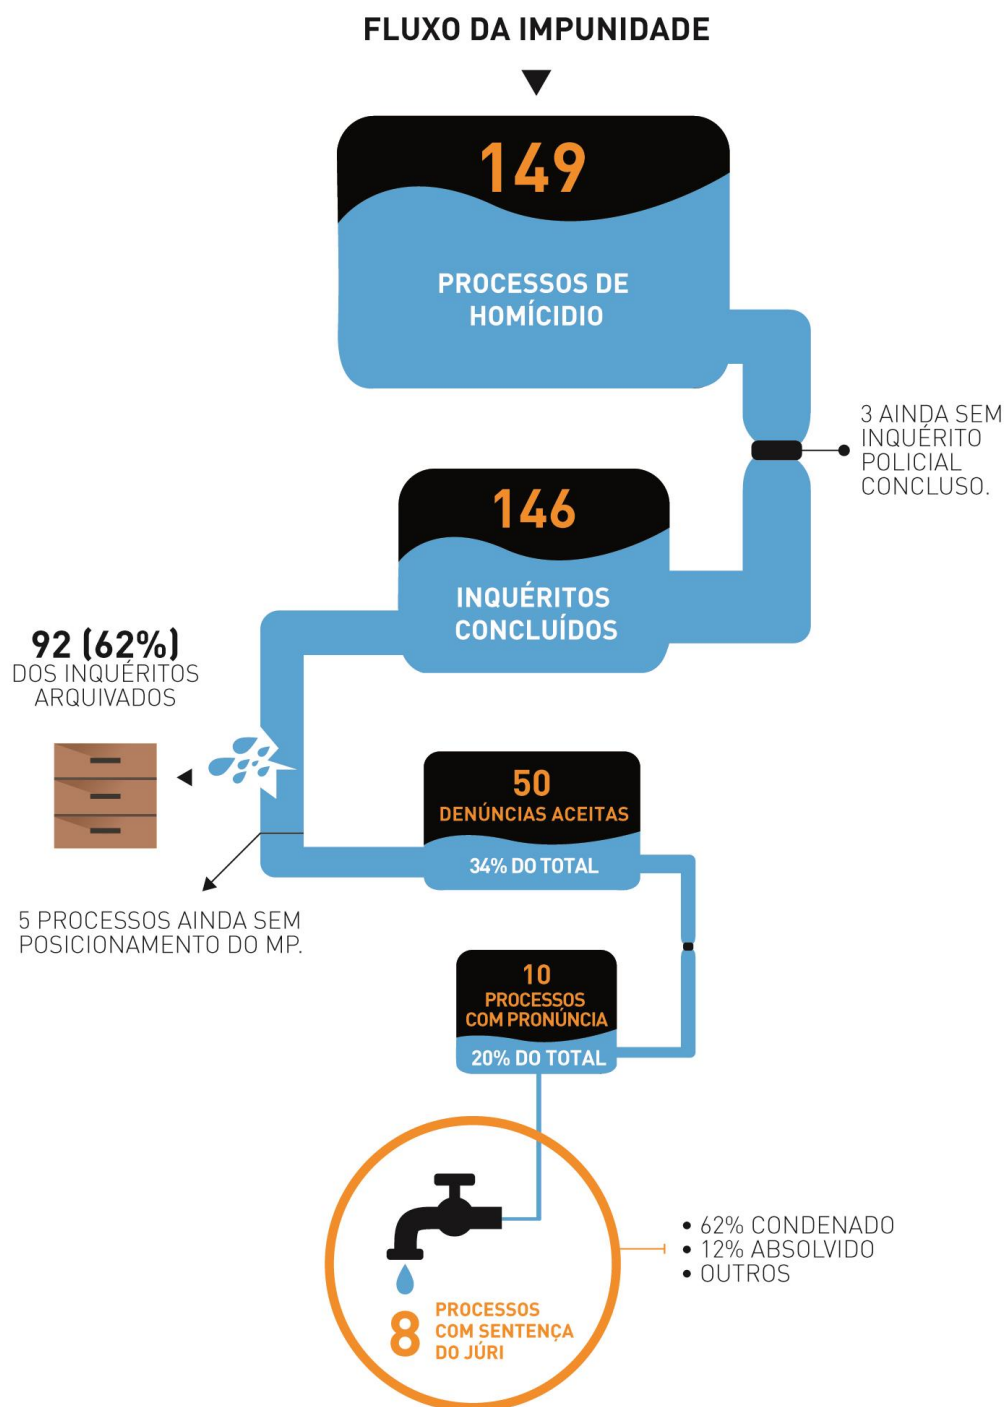 FLUXO DA IMPUNIDADE
149
PROCESSOS DE
HOMÍCIDIO
3 AINDA SEM
INQUÉRITO
POLICIAL
CONCLUSO.
146
INQUÉRITOS
CONCLUÍDOS
92 (62%)
DOS INQUÉRITOS
ARQUIVADOS
50
DENÚNCIAS ACEITAS
34% DO TOTAL
5 PROCESSOS AINDA SEM
POSICIONAMENTO DO MP.
10
PROCESSOS
COM PRONÚNCIA
20% DO TOTAL
• 62% CONDENADO
• 12% ABSOLVIDO
• OUTROS
8
PROCESSOS
COM SENTENÇA
DO JÚRI